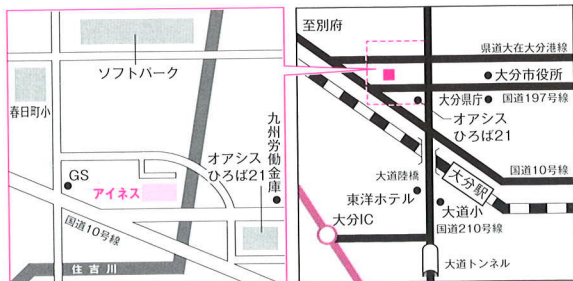 ソフトパーク
春日町小
九州労働金庫
オアシス
ひろば21
GS
アイネス
国道10号線
住吉川
至別府
県道大在大分港線
大分市役所
大分県庁
国道197号線
オアシス
ひろば21
国道10号線
大道陸橋
大分駅
東洋ホテル
大道小
大分IC
国道210号線
大道トンネル